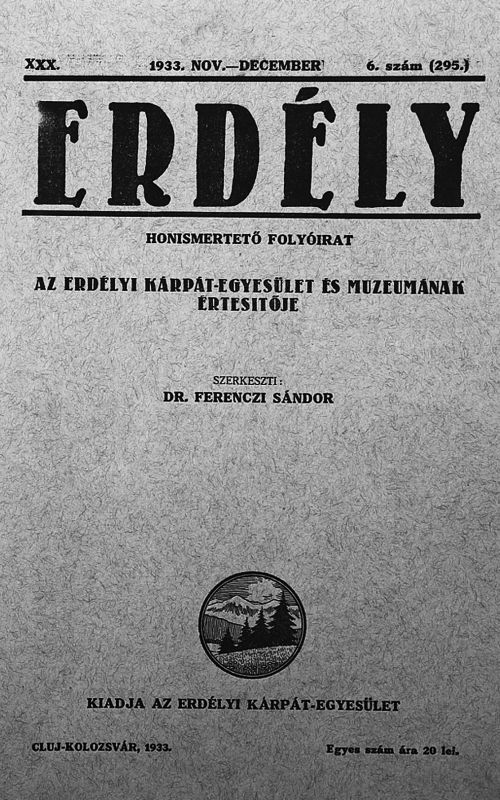 XXX. 1933. NOV.—DECEMBER 6. szám (295.)
ERDÉLY
HONISMERTETŐ FOLYÓIRAT
AZ ERDÉLYI KÁRPÁT-EGYESÜLET ÉS MUZEUMÁNAK
ÉRTESITŐJE
SZERKESZTI:
DR. FERENCZI SÁNDOR
KIADJA AZ ERDÉLYI KÁRPÁT-EGYESÜLET
CLUJ-KOLOZSVÁR, 1933. Egyes szám ára 20 lei.